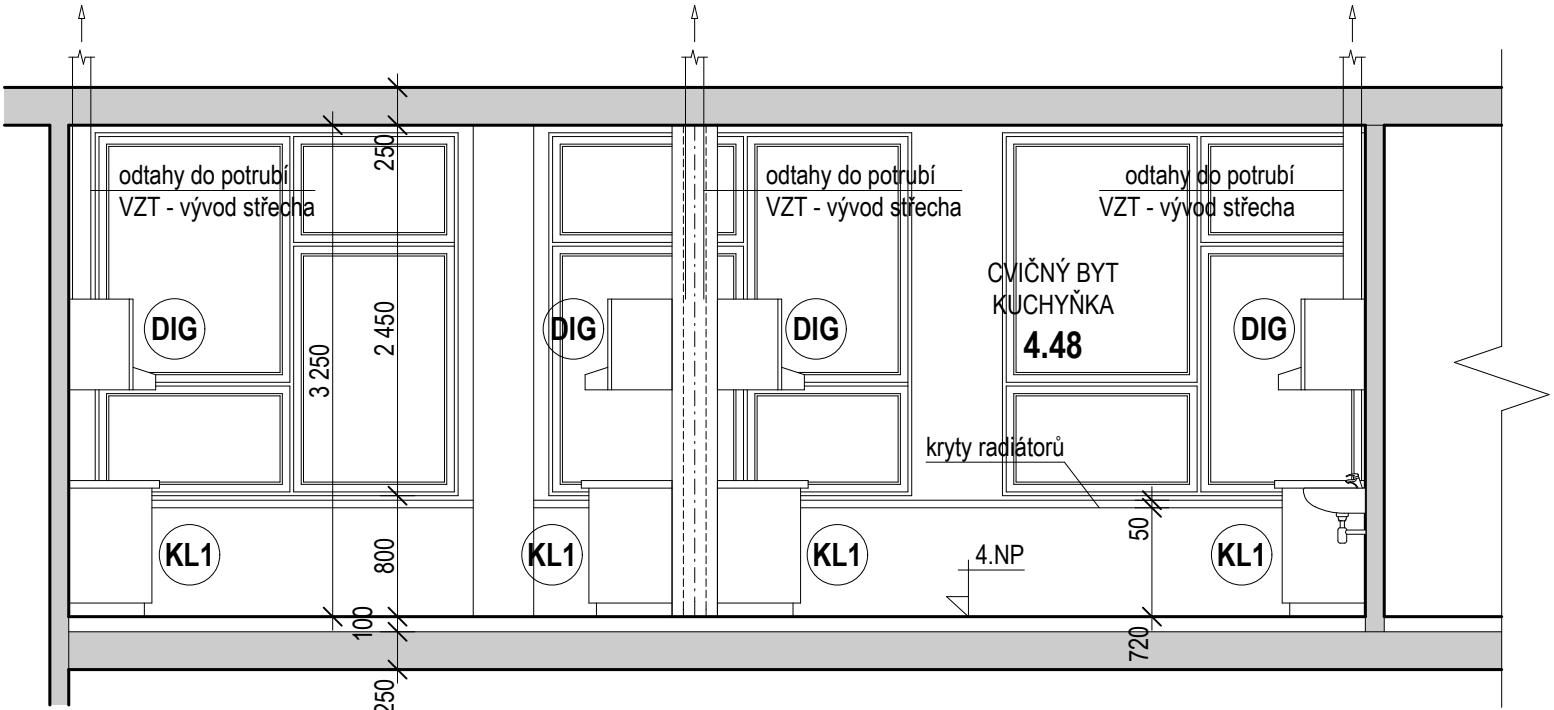 250
odtahy do potrubí
VZT - vývod střecha
odtahy do potrubí
VZT - vývod střecha
odtahy do potrubí
VZT - vývod střecha
CVIČNÝ BYT
KUCHYŇKA
4.48
DIG
DIG
DIG
DIG
2 450
3 250
kryty radiátorů
50
KL1
KL1
KL1
KL1
800
4.NP
100
720
250